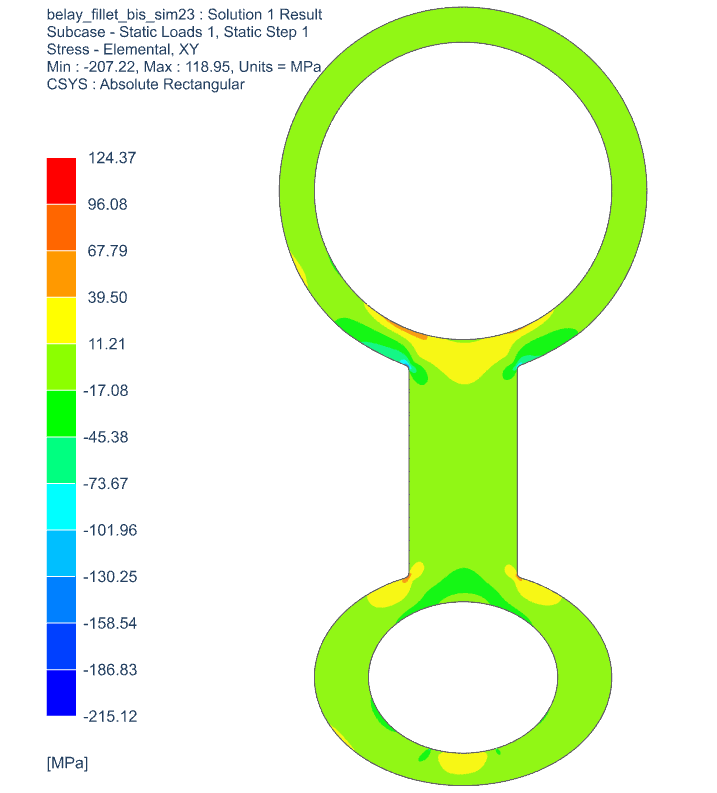 belay_fillet_bis_sim23 : Solution 1 Result
Subcase - Static Loads 1, Static Step 1
Stress - Elemental, XY
Min : -207.22, Max : 118.95, Units = MPa
CSYS : Absolute Rectangular
124.37
96.08
67.79
39.50
11.21
-17.08
-45.38
-73.67
-101.96
-130.25
-158.54
-186.83
-215.12
[MPa]